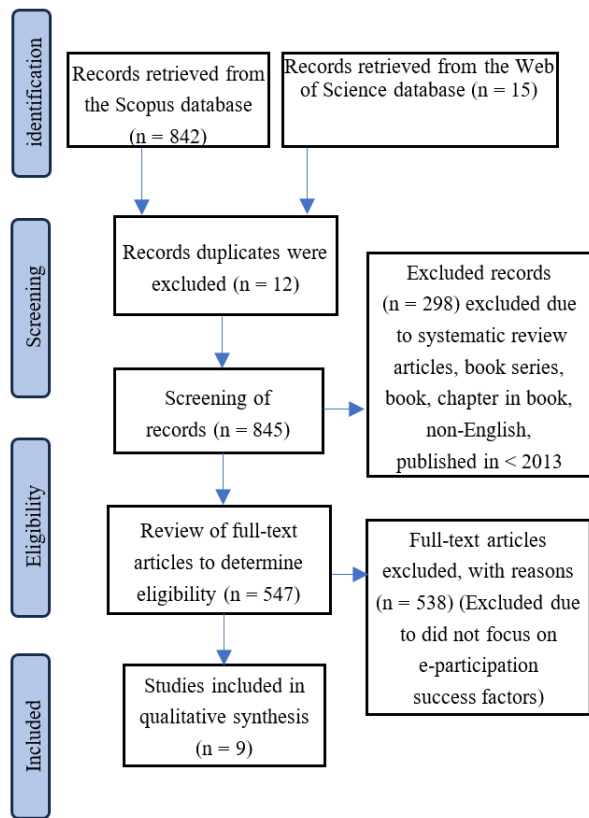 identification
Records retrieved from
the Scopus database
(n = 842)
Records retrieved from the Web
of Science database (n = 15)
Screening
Records duplicates were
excluded (n = 12)
Excluded records
(n = 298) excluded due
to systematic review
articles, book series,
book, chapter in book,
non-English,
published in < 2013
Screening of
records (n = 845)
Eligibility
Review of full-text
articles to determine
eligibility (n = 547)
Full-text articles
excluded, with reasons
(n = 538) (Excluded due
to did not focus on
e-participation
success factors)
Included
Studies included in
qualitative synthesis
(n = 9)